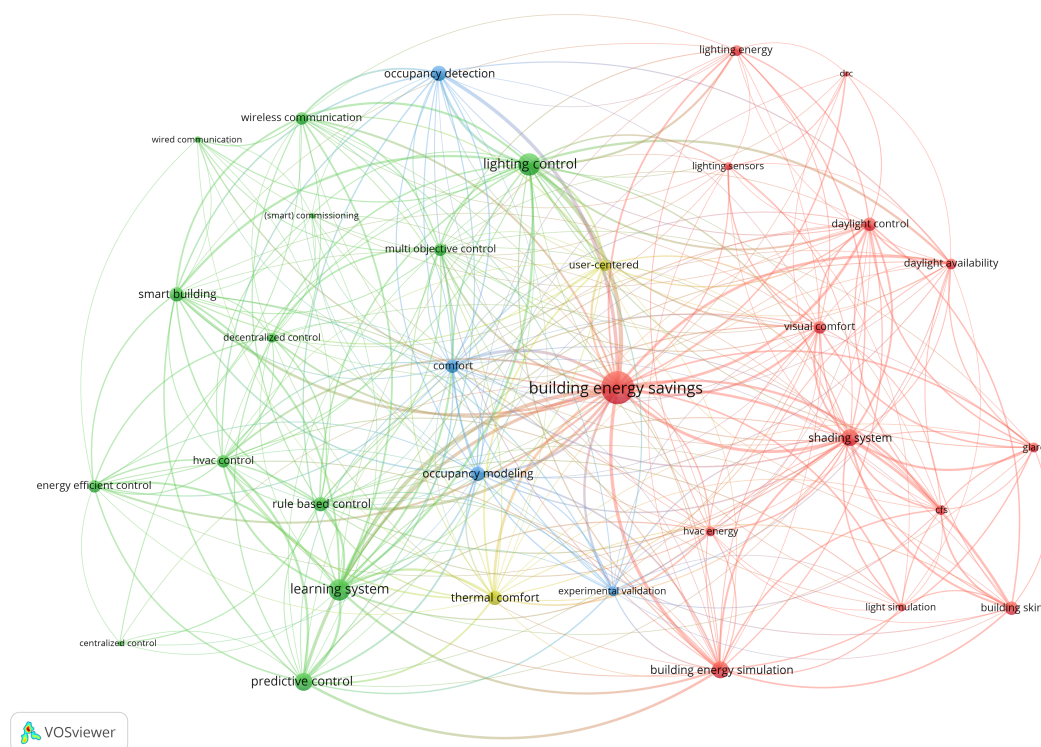 lighting energy
occupancy detection
drc
wireless communication
wired communication
lighting control
lighting sensors
(smart) commissioning
daylight control
multi objective control
user-centered
daylight availability
smart building
visual comfort
decentralized control
comfort
building energy savings
shading system
glar
hvac control
occupancy modeling
energy efficient control
rule based control
cfs
hvac energy
learning system
experimental validation
thermal comfort
light simulation
building skin
centralized control
building energy simulation
predictive control
VOSviewer